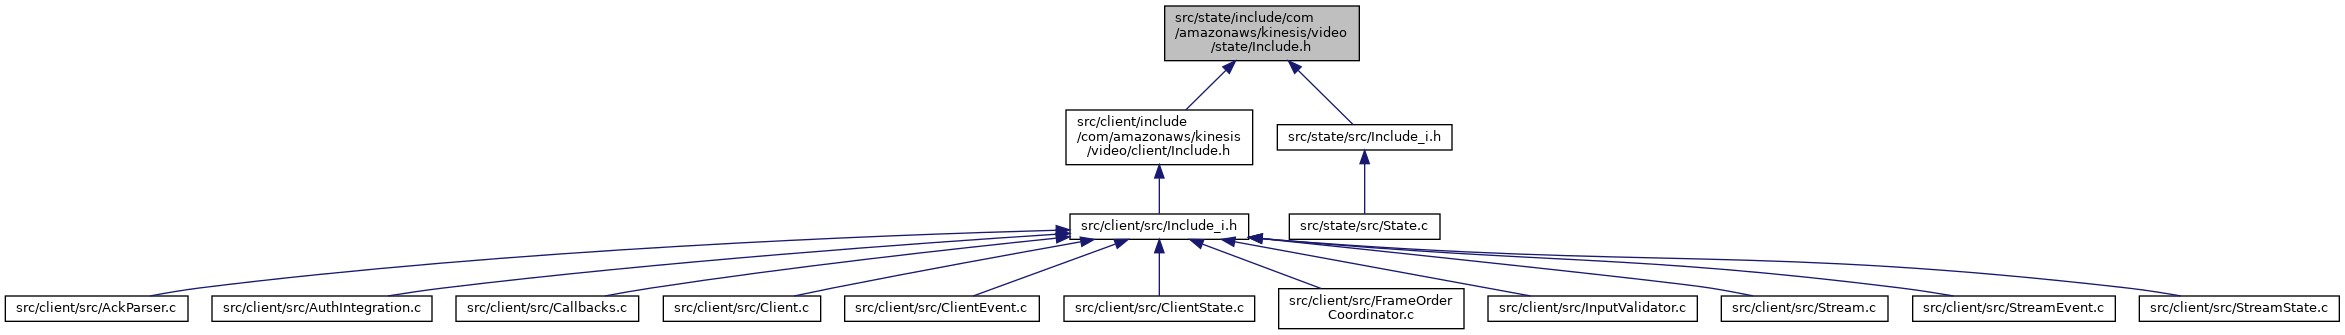 src/state/include/com
/amazonaws/kinesis/video
/state/Include.h
src/client/include
/com/amazonaws/kinesis
/video/client/Include.h
src/state/src/Include_i.h
src/client/src/Include_i.h
src/state/src/State.c
src/client/src/AckParser.c
src/client/src/AuthIntegration.c
src/client/src/Callbacks.c
src/client/src/Client.c
src/client/src/ClientEvent.c
src/client/src/ClientState.c
src/client/src/FrameOrder
Coordinator.c
src/client/src/InputValidator.c
src/client/src/Stream.c
src/client/src/StreamEvent.c
src/client/src/StreamState.c